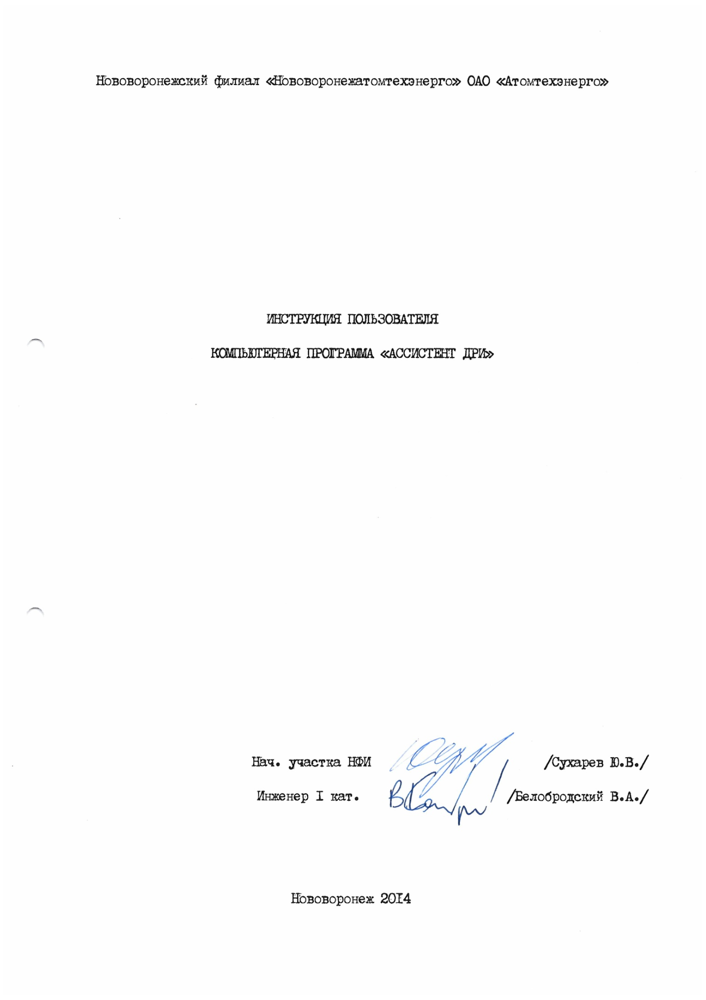 Нововоронежский филиал «Нововоронежатомтехэнерго» ОАО «Атомтехэнерго»
ИНСТРУКЦИЯ ПОЛЬЗОВАТЕЛЯ
КОМПЬЮТЕРНАЯ ПРОГРАММА «АССИСТЕНТ ДРИ»
Нач. участка НФИ /Сухарев Ю.В./
Инженер I кат. /Белобродский В.А./
Нововоронеж 20I4